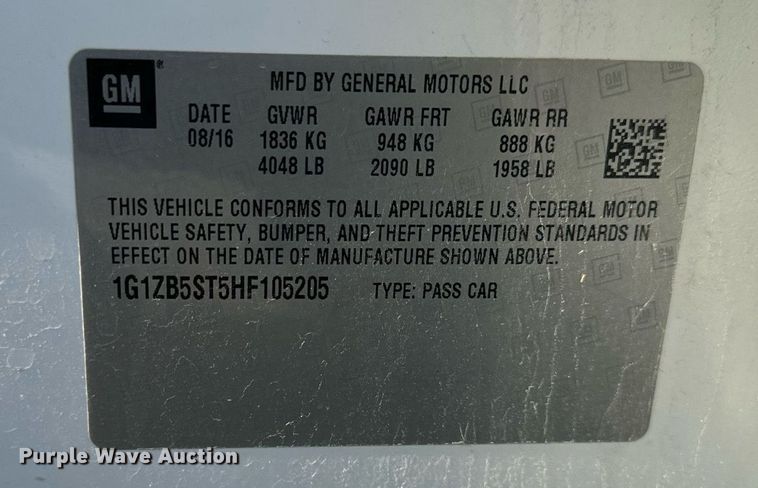 GM
MFD BY GENERAL MOTORS LLC
DATE GVWR GAWR FRT GAWR RR
08/16 1836 KG 948 KG 888 KG
4048 LB 2090 LB 1958 LB
THIS VEHICLE CONFORMS TO ALL APPLICABLE U.S. FEDERAL MOTOR
VEHICLE SAFETY, BUMPER, AND THEFT PREVENTION STANDARDS IN
EFFECT ON THE DATE OF MANUFACTURE SHOWN ABOVE.
1G1ZB5ST5HF105205 TYPE: PASS CAR
Purple Wave Auction